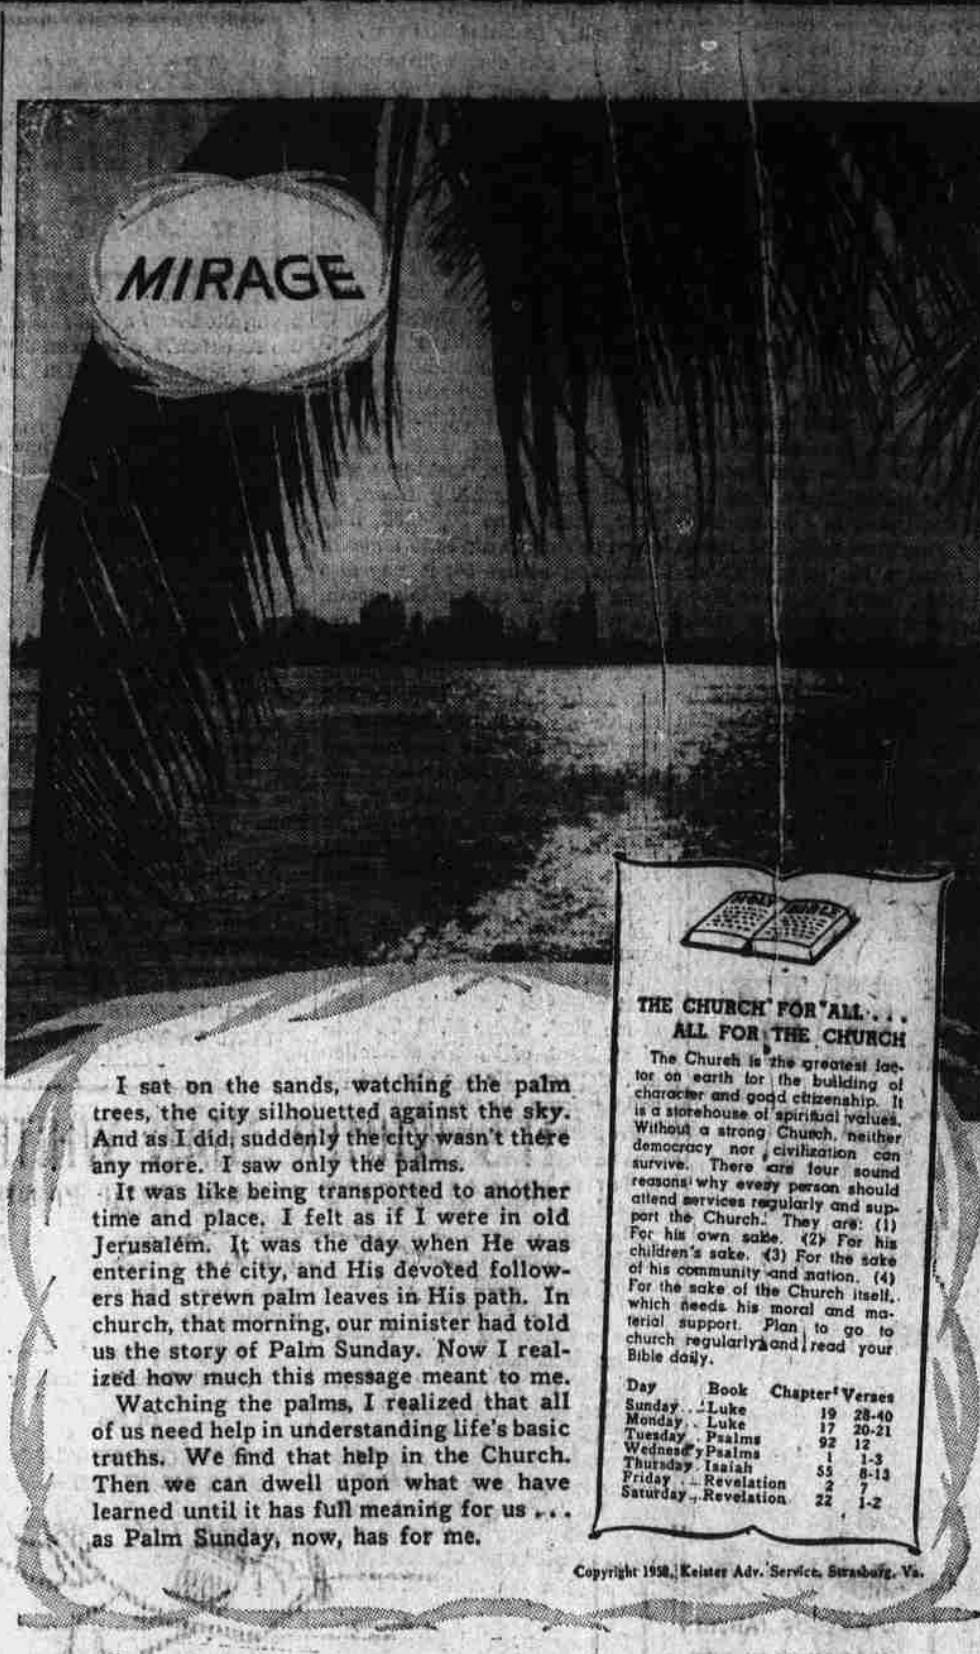 MIRAGE
I sat on the sands, watching the palm
trees, the city silhouetted against the sky.
And as I did, suddenly the city wasn't there
any more. I saw only the palms.
It was like being transported to another
time and place. I felt as if I were in old
Jerusalem. It was the day when He was
entering the city, and His devoted follow-
ers had strewn palm leaves in His path. In
church, that morning, our minister had told
us the story of Palm Sunday. Now I real-
ized how much this message meant to me.
Watching the palms, I realized that all
of us need help in understanding life's basic
truths. We find that help in the Church.
Then we can dwell upon what we have
learned until it has full meaning for us ...
as Palm Sunday, now, has for me.
HOLY BIBLE
THE CHURCH FOR ALL ...
ALL FOR THE CHURCH
The Church is the greatest fac-
tor on earth for the building of
character and good citizenship. It
is a storehouse of spiritual values.
Without a strong Church, neither
democracy nor civilization can
survive. There are four sound
reasons why every person should
attend services regularly and sup-
port the Church. They are: (1)
For his own sake. (2) For his
children's sake. (3) For the sake
of his community and nation. (4)
For the sake of the Church itself,
which needs his moral and ma-
terial support. Plan to go to
church regularly and read your
Bible daily.
Day Book Chapter Verses
Sunday Luke 19 28-40
Monday Luke 17 20-21
Tuesday Psalms 92 12
Wednesd'y Psalms 1 1-3
Thursday Isaiah 55 8-13
Friday Revelation 2 7
Saturday Revelation 22 1-2
Copyright 1958, Keister Adv. Service, Strasburg, Va.